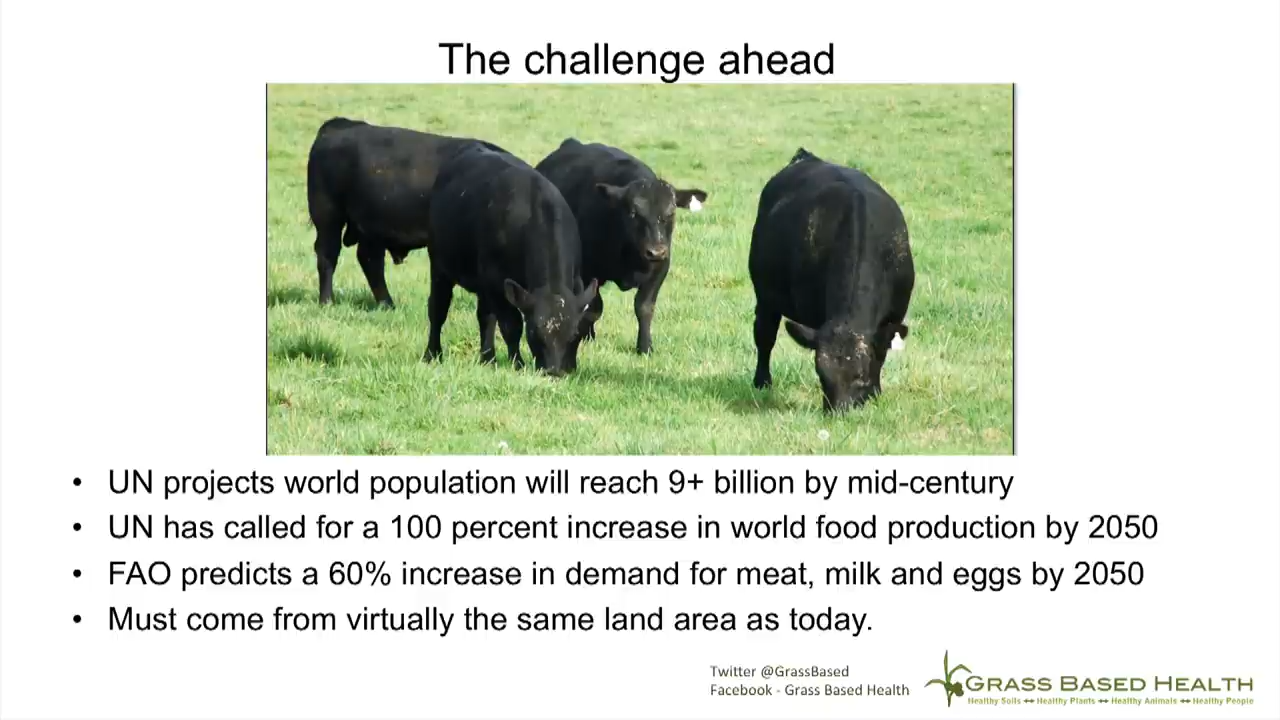 The challenge ahead
• UN projects world population will reach 9+ billion by mid-century
• UN has called for a 100 percent increase in world food production by 2050
• FAO predicts a 60% increase in demand for meat, milk and eggs by 2050
• Must come from virtually the same land area as today.
Twitter @GrassBased
Facebook - Grass Based Health
GRASS BASED HEALTH
Healthy Soils ↔ Healthy Plants ↔ Healthy Animals ↔ Healthy People